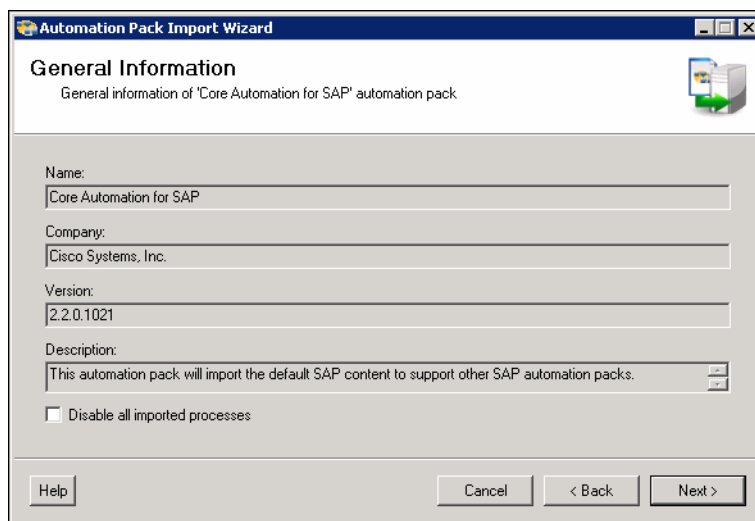 Automation Pack Import Wizard
General Information
General information of 'Core Automation for SAP' automation pack
Name:
Core Automation for SAP
Company:
Cisco Systems, Inc.
Version:
2.2.0.1021
Description:
This automation pack will import the default SAP content to support other SAP automation packs.
Disable all imported processes
Help
Cancel
< Back
Next >